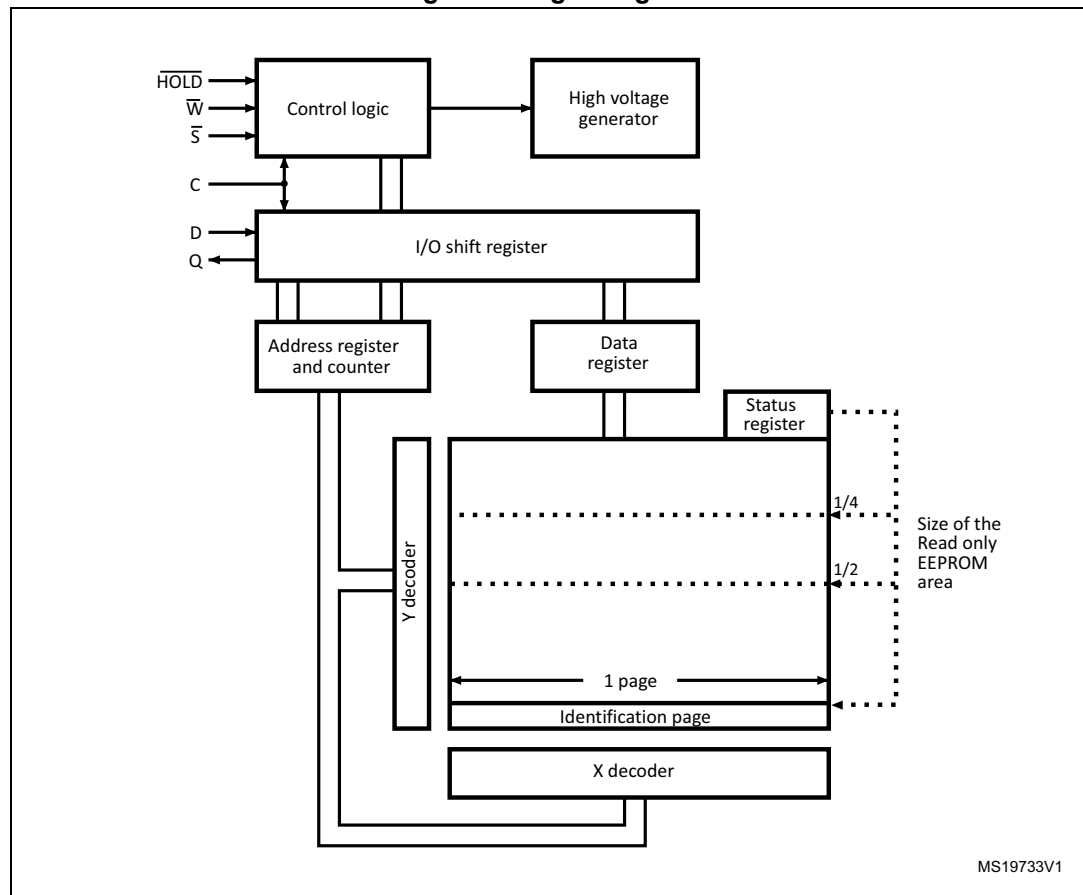 HOLD
W
S
C
D
Q
Control logic
High voltage
generator
I/O shift register
Address register
and counter
Data
register
Status
register
1/4
1/2
Size of the
Read only
EEPROM
area
Y decoder
1 page
Identification page
X decoder
MS19733V1